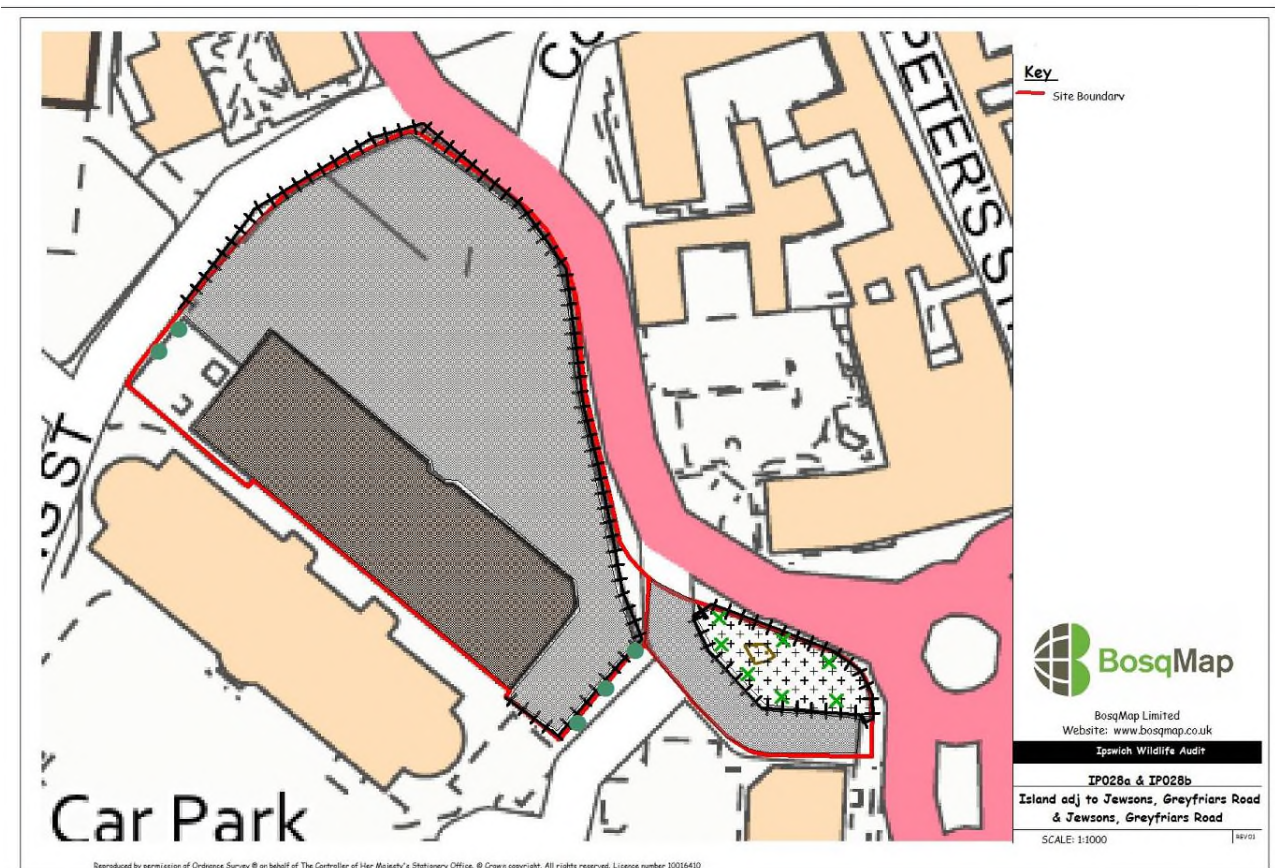 Key
Site Boundary
PETER'S S
CO
G ST
Car Park
BosqMap
BosqMap Limited
Website: www.bosqmap.co.uk
Ipswich Wildlife Audit
IP028a & IP028b
Island adj to Jewsons, Greyfriars Road
& Jewsons, Greyfriars Road
SCALE: 1:1000
REV01
Reproduced by permission of Ordnance Survey ® on behalf of The Controller of Her Majesty's Stationery Office. © Crown copyright. All rights reserved. Licence number 10016410